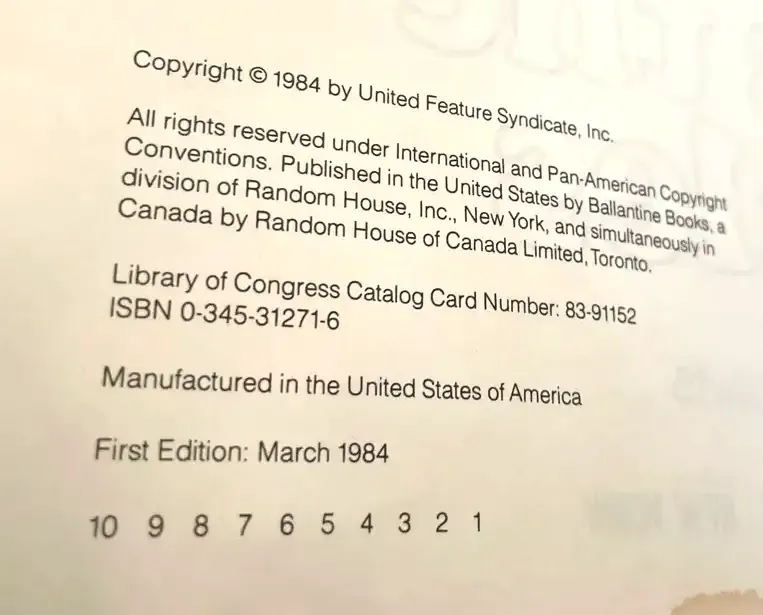 Copyright © 1984 by United Feature Syndicate, Inc.
All rights reserved under International and Pan-American Copyright
Conventions. Published in the United States by Ballantine Books, a
division of Random House, Inc., New York, and simultaneously in
Canada by Random House of Canada Limited, Toronto.
Library of Congress Catalog Card Number: 83-91152
ISBN 0-345-31271-6
Manufactured in the United States of America
First Edition: March 1984
10 9 8 7 6 5 4 3 2 1